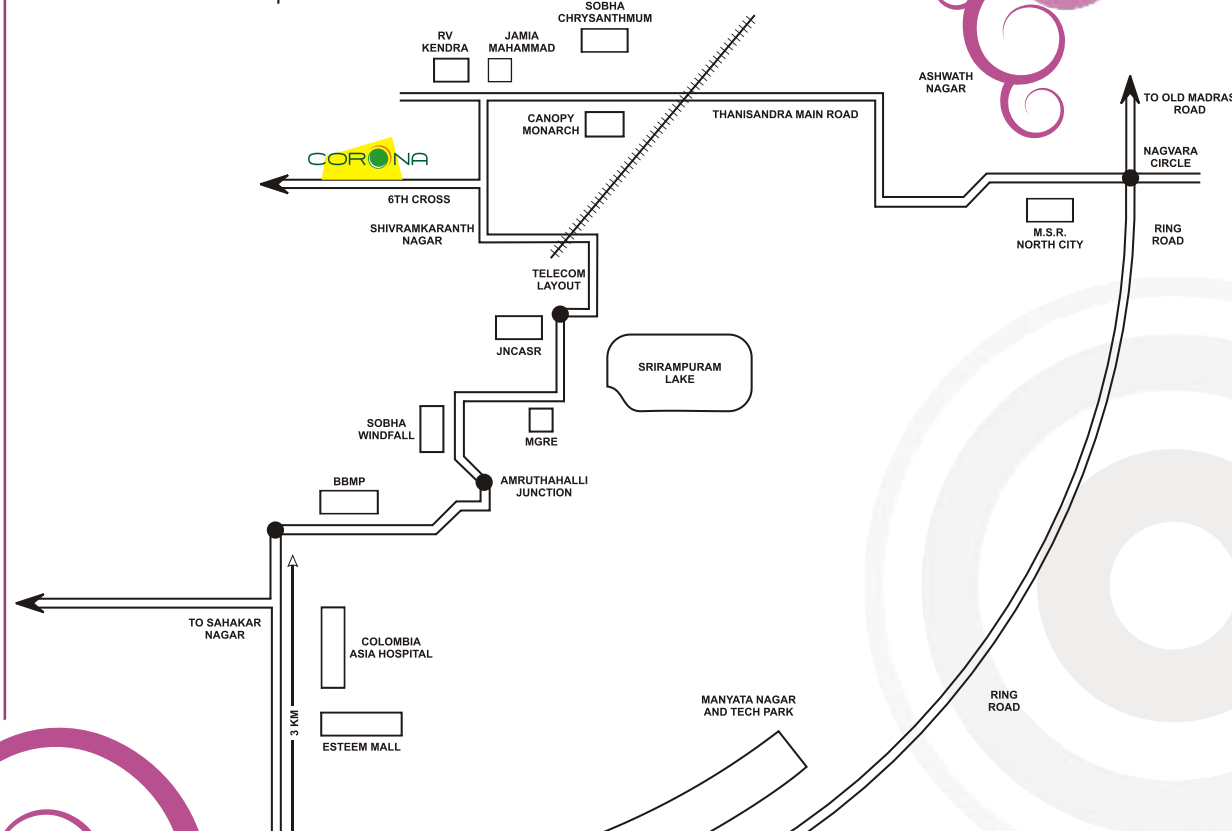 SOBHA
CHRYSANTHMUM
RV
KENDRA
JAMIA
MAHAMMAD
ASHWATH
NAGAR
TO OLD MADRAS
ROAD
CANOPY
MONARCH
THANISANDRA MAIN ROAD
CORONA
NAGVARA
CIRCLE
6TH CROSS
SHIVRAMKARANTH
NAGAR
M.S.R.
NORTH CITY
RING
ROAD
TELECOM
LAYOUT
JNCASR
SRIRAMPURAM
LAKE
SOBHA
WINDFALL
MGRE
BBMP
AMRUTHAHALLI
JUNCTION
TO SAHAKAR
NAGAR
COLOMBIA
ASIA HOSPITAL
3 KM
ESTEEM MALL
MANYATA NAGAR
AND TECH PARK
RING
ROAD